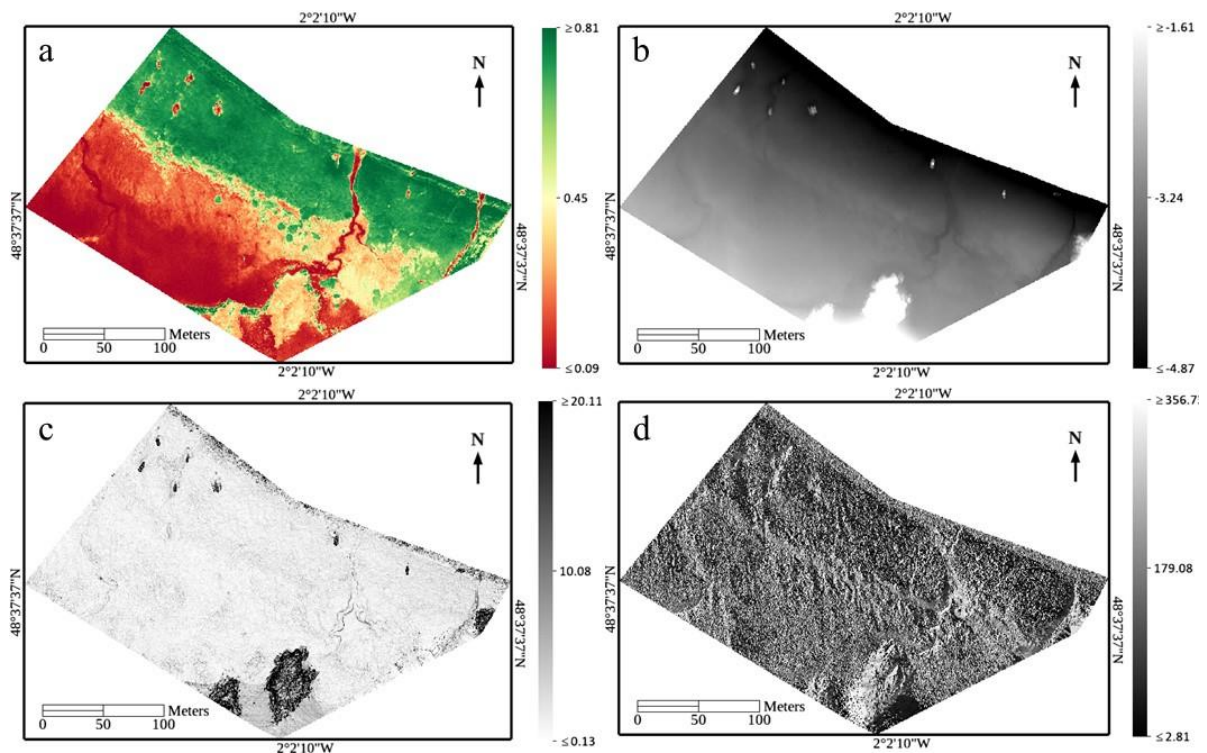 2°2'10"W
a
N
≥0.81
0.45
≤0.09
48°37'37"N
48°37'37"N
0 50 100 Meters
2°2'10"W
2°2'10"W
b
N
≥-1.61
-3.24
≤-4.87
48°37'37"N
48°37'37"N
0 50 100 Meters
2°2'10"W
2°2'10"W
c
N
≥20.11
10.08
≤0.13
48°37'37"N
48°37'37"N
0 50 100 Meters
2°2'10"W
2°2'10"W
d
N
≥356.7
179.08
≤2.81
48°37'37"N
48°37'37"N
0 50 100 Meters
2°2'10"W